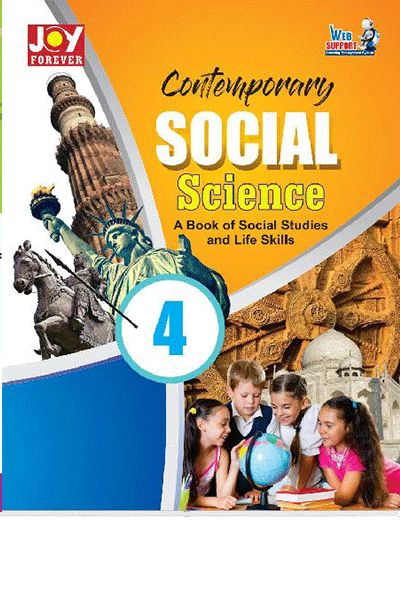 JOY
FOREVER
WEB
SUPPORT
Contemporary
SOCIAL
Science
A Book of Social Studies
and Life Skills
4